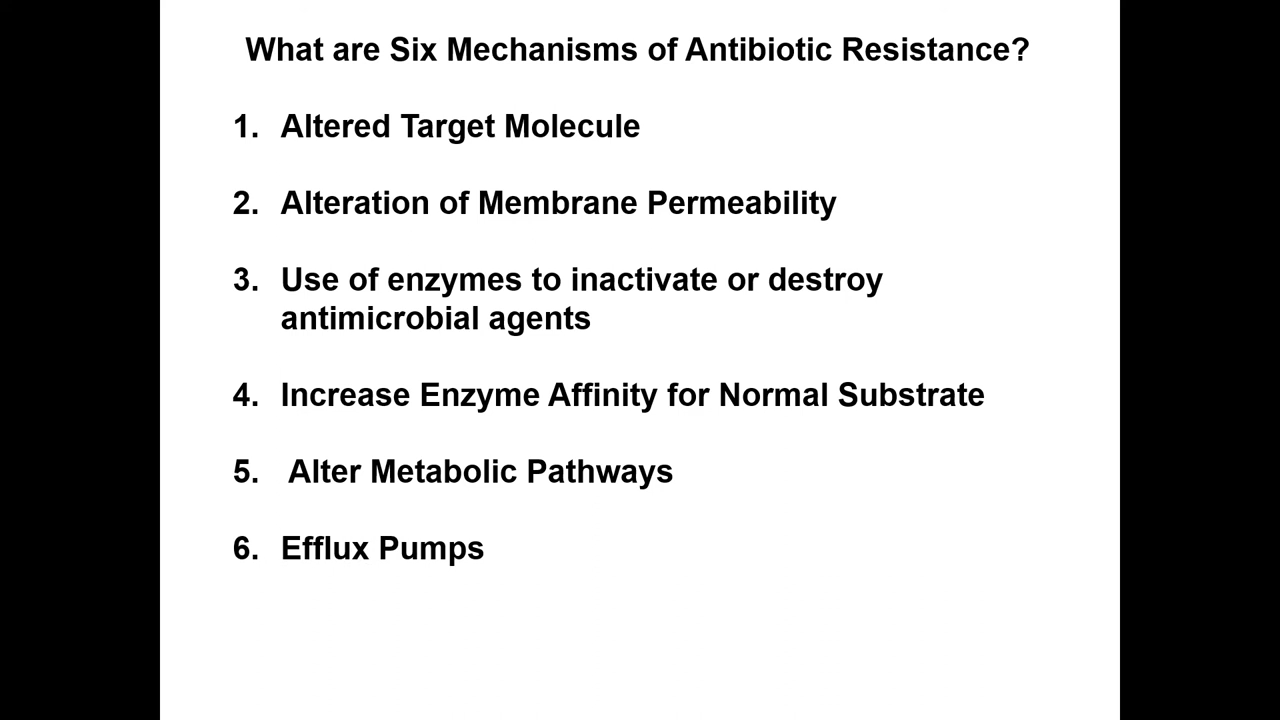 What are Six Mechanisms of Antibiotic Resistance?
1. Altered Target Molecule
2. Alteration of Membrane Permeability
3. Use of enzymes to inactivate or destroy
antimicrobial agents
4. Increase Enzyme Affinity for Normal Substrate
5. Alter Metabolic Pathways
6. Efflux Pumps